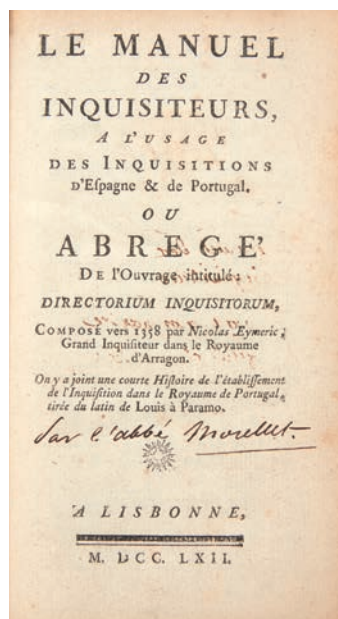 LE MANUEL
DES
INQUISITEURS,
A L'USAGE
DES INQUISITIONS
D'Eſpagne & de Portugal.
OU
ABREGE'
DE l'Ouvrage intitulé :
DIRECTORIUM INQUISITORUM,
COMPOSÉ vers 1358 par Nicolas Eymeric,
Grand Inquiſiteur dans le Royaume
d'Arragon.
On y a joint une courte Hiſtoire de l'établiſſement
de l'Inquiſition dans le Royaume de Portugal,
tirée du latin de Louis à Paramo.
Par l'abbé Morellet.
A LISBONNE,
M. DCC. LXII.